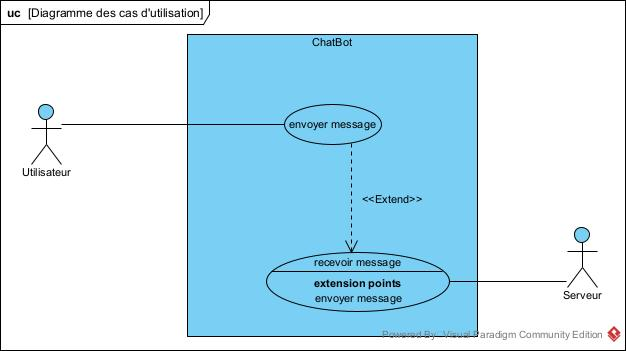 uc [Diagramme des cas d'utilisation]
ChatBot
envoyer message
Utilisateur
<<Extend>>
recevoir message
extension points
envoyer message
Serveur
Powered By: Visual Paradigm Community Edition